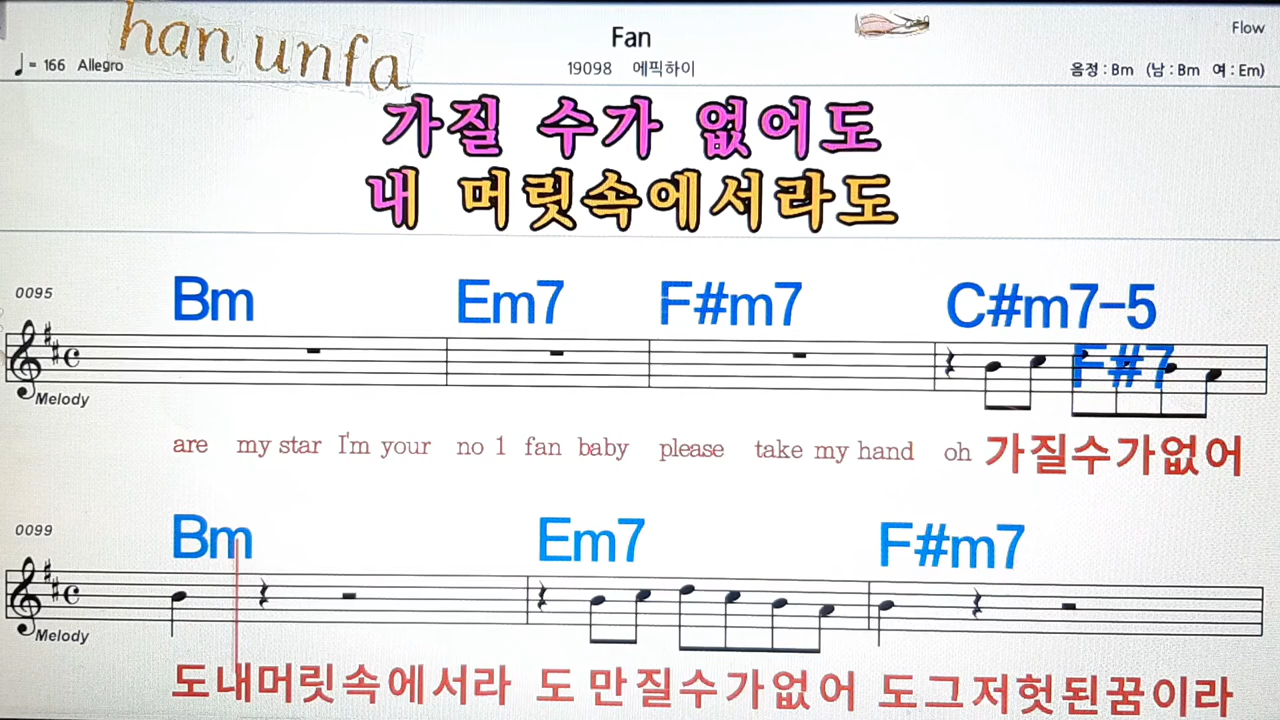 han unfa
Fan
Flow
♩ = 166 Allegro
19098 에픽하이
음정 : Bm (남 : Bm 여 : Em)
가질 수가 없어도
내 머릿속에서라도
0095
Bm Em7 F#m7 C#m7-5
F#7
Melody
are my star I'm your no 1 fan baby please take my hand oh 가질수가없어
0099
Bm Em7 F#m7
Melody
도내머릿속에서라 도 만질수가없어 도그저헛된꿈이라